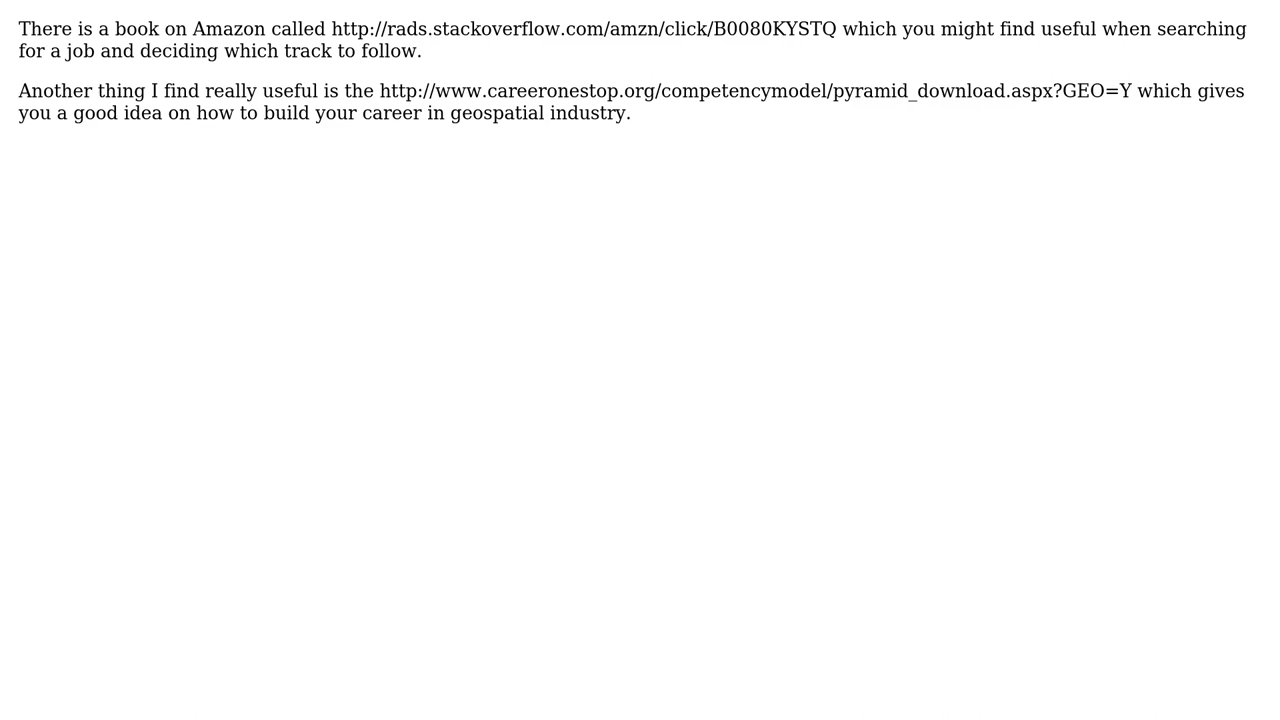 There is a book on Amazon called http://rads.stackoverflow.com/amzn/click/B0080KYSTQ which you might find useful when searching
for a job and deciding which track to follow.
Another thing I find really useful is the http://www.careeronestop.org/competencymodel/pyramid_download.aspx?GEO=Y which gives
you a good idea on how to build your career in geospatial industry.